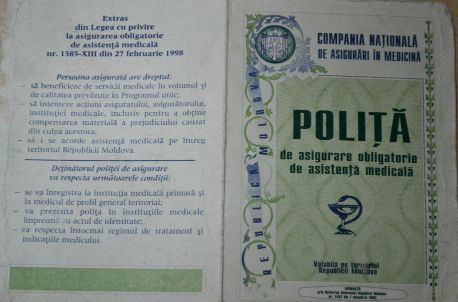 Extras
din Legea cu privire
la asigurarea obligatorie
de asistență medicală
nr. 1585-XIII din 27 februarie 1998
Persoana asigurată are dreptul:
– să beneficieze de servicii medicale în volumul și
de calitatea prevăzute în Programul unic;
– să intenteze acțiuni asiguratului, asigurătorului,
instituției medicale, inclusiv pentru a obține
compensarea materială a prejudiciului cauzat
din culpa acestora;
– să i se acorde asistență medicală pe întreg
teritoriul Republicii Moldova.
Deținătorul poliței de asigurare
va respecta următoarele condiții:
– se va înregistra la instituția medicală primară și
la medicul de profil general teritorial;
– va prezenta polița în instituțiile medicale
împreună cu actul de identitate;
– va respecta întocmai regimul de tratament și
indicațiile medicului.
COMPANIA NAȚIONALĂ
DE ASIGURĂRI ÎN MEDICINĂ
REPUBLICA MOLDOVA
POLIȚĂ
de asigurare obligatorie
de asistență medicală
Valabilă pe teritoriul
Republicii Moldova
APROBATĂ
prin Hotărîrea Guvernului Republicii Moldova